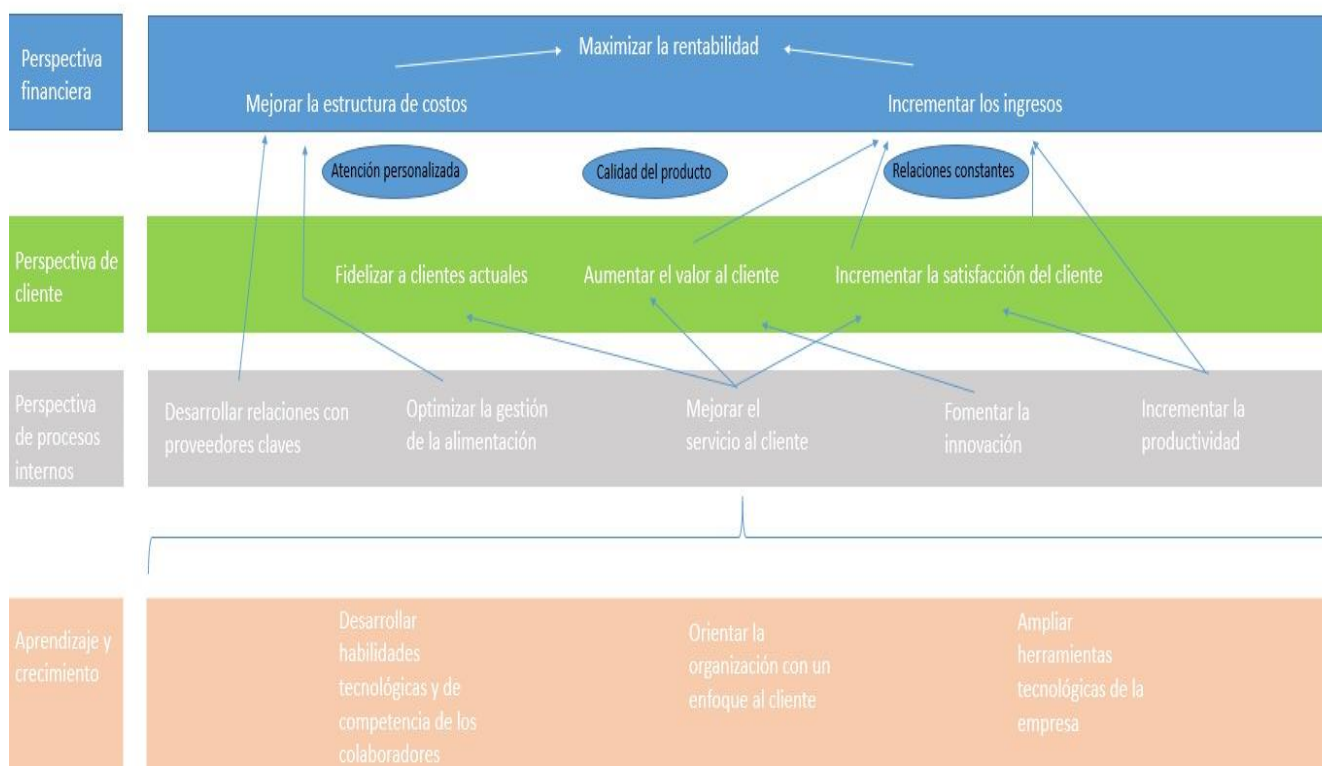 Perspectiva
financiera
Maximizar la rentabilidad
Mejorar la estructura de costos
Incrementar los ingresos
Atención personalizada
Calidad del producto
Relaciones constantes
Perspectiva de
cliente
Fidelizar a clientes actuales
Aumentar el valor al cliente
Incrementar la satisfacción del cliente
Perspectiva
de procesos
internos
Desarrollar relaciones con
proveedores claves
Optimizar la gestión
de la alimentación
Mejorar el
servicio al cliente
Fomentar la
innovación
Incrementar la
productividad
Aprendizaje y
crecimiento
Desarrollar
habilidades
tecnológicas y de
competencia de los
colaboradores
Orientar la
organización con un
enfoque al cliente
Ampliar
herramientas
tecnológicas de la
empresa